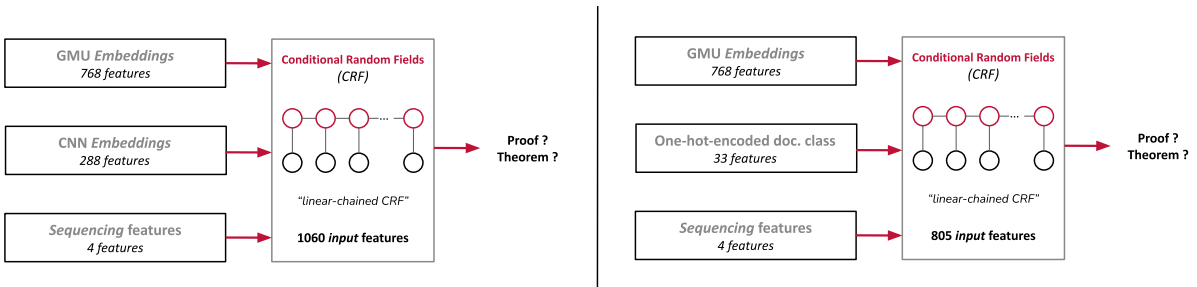 GMU Embeddings
768 features
CNN Embeddings
288 features
Sequencing features
4 features
Conditional Random Fields
(CRF)
...
"linear-chained CRF"
1060 input features
Proof ?
Theorem ?
GMU Embeddings
768 features
One-hot-encoded doc. class
33 features
Sequencing features
4 features
Conditional Random Fields
(CRF)
...
"linear-chained CRF"
805 input features
Proof ?
Theorem ?